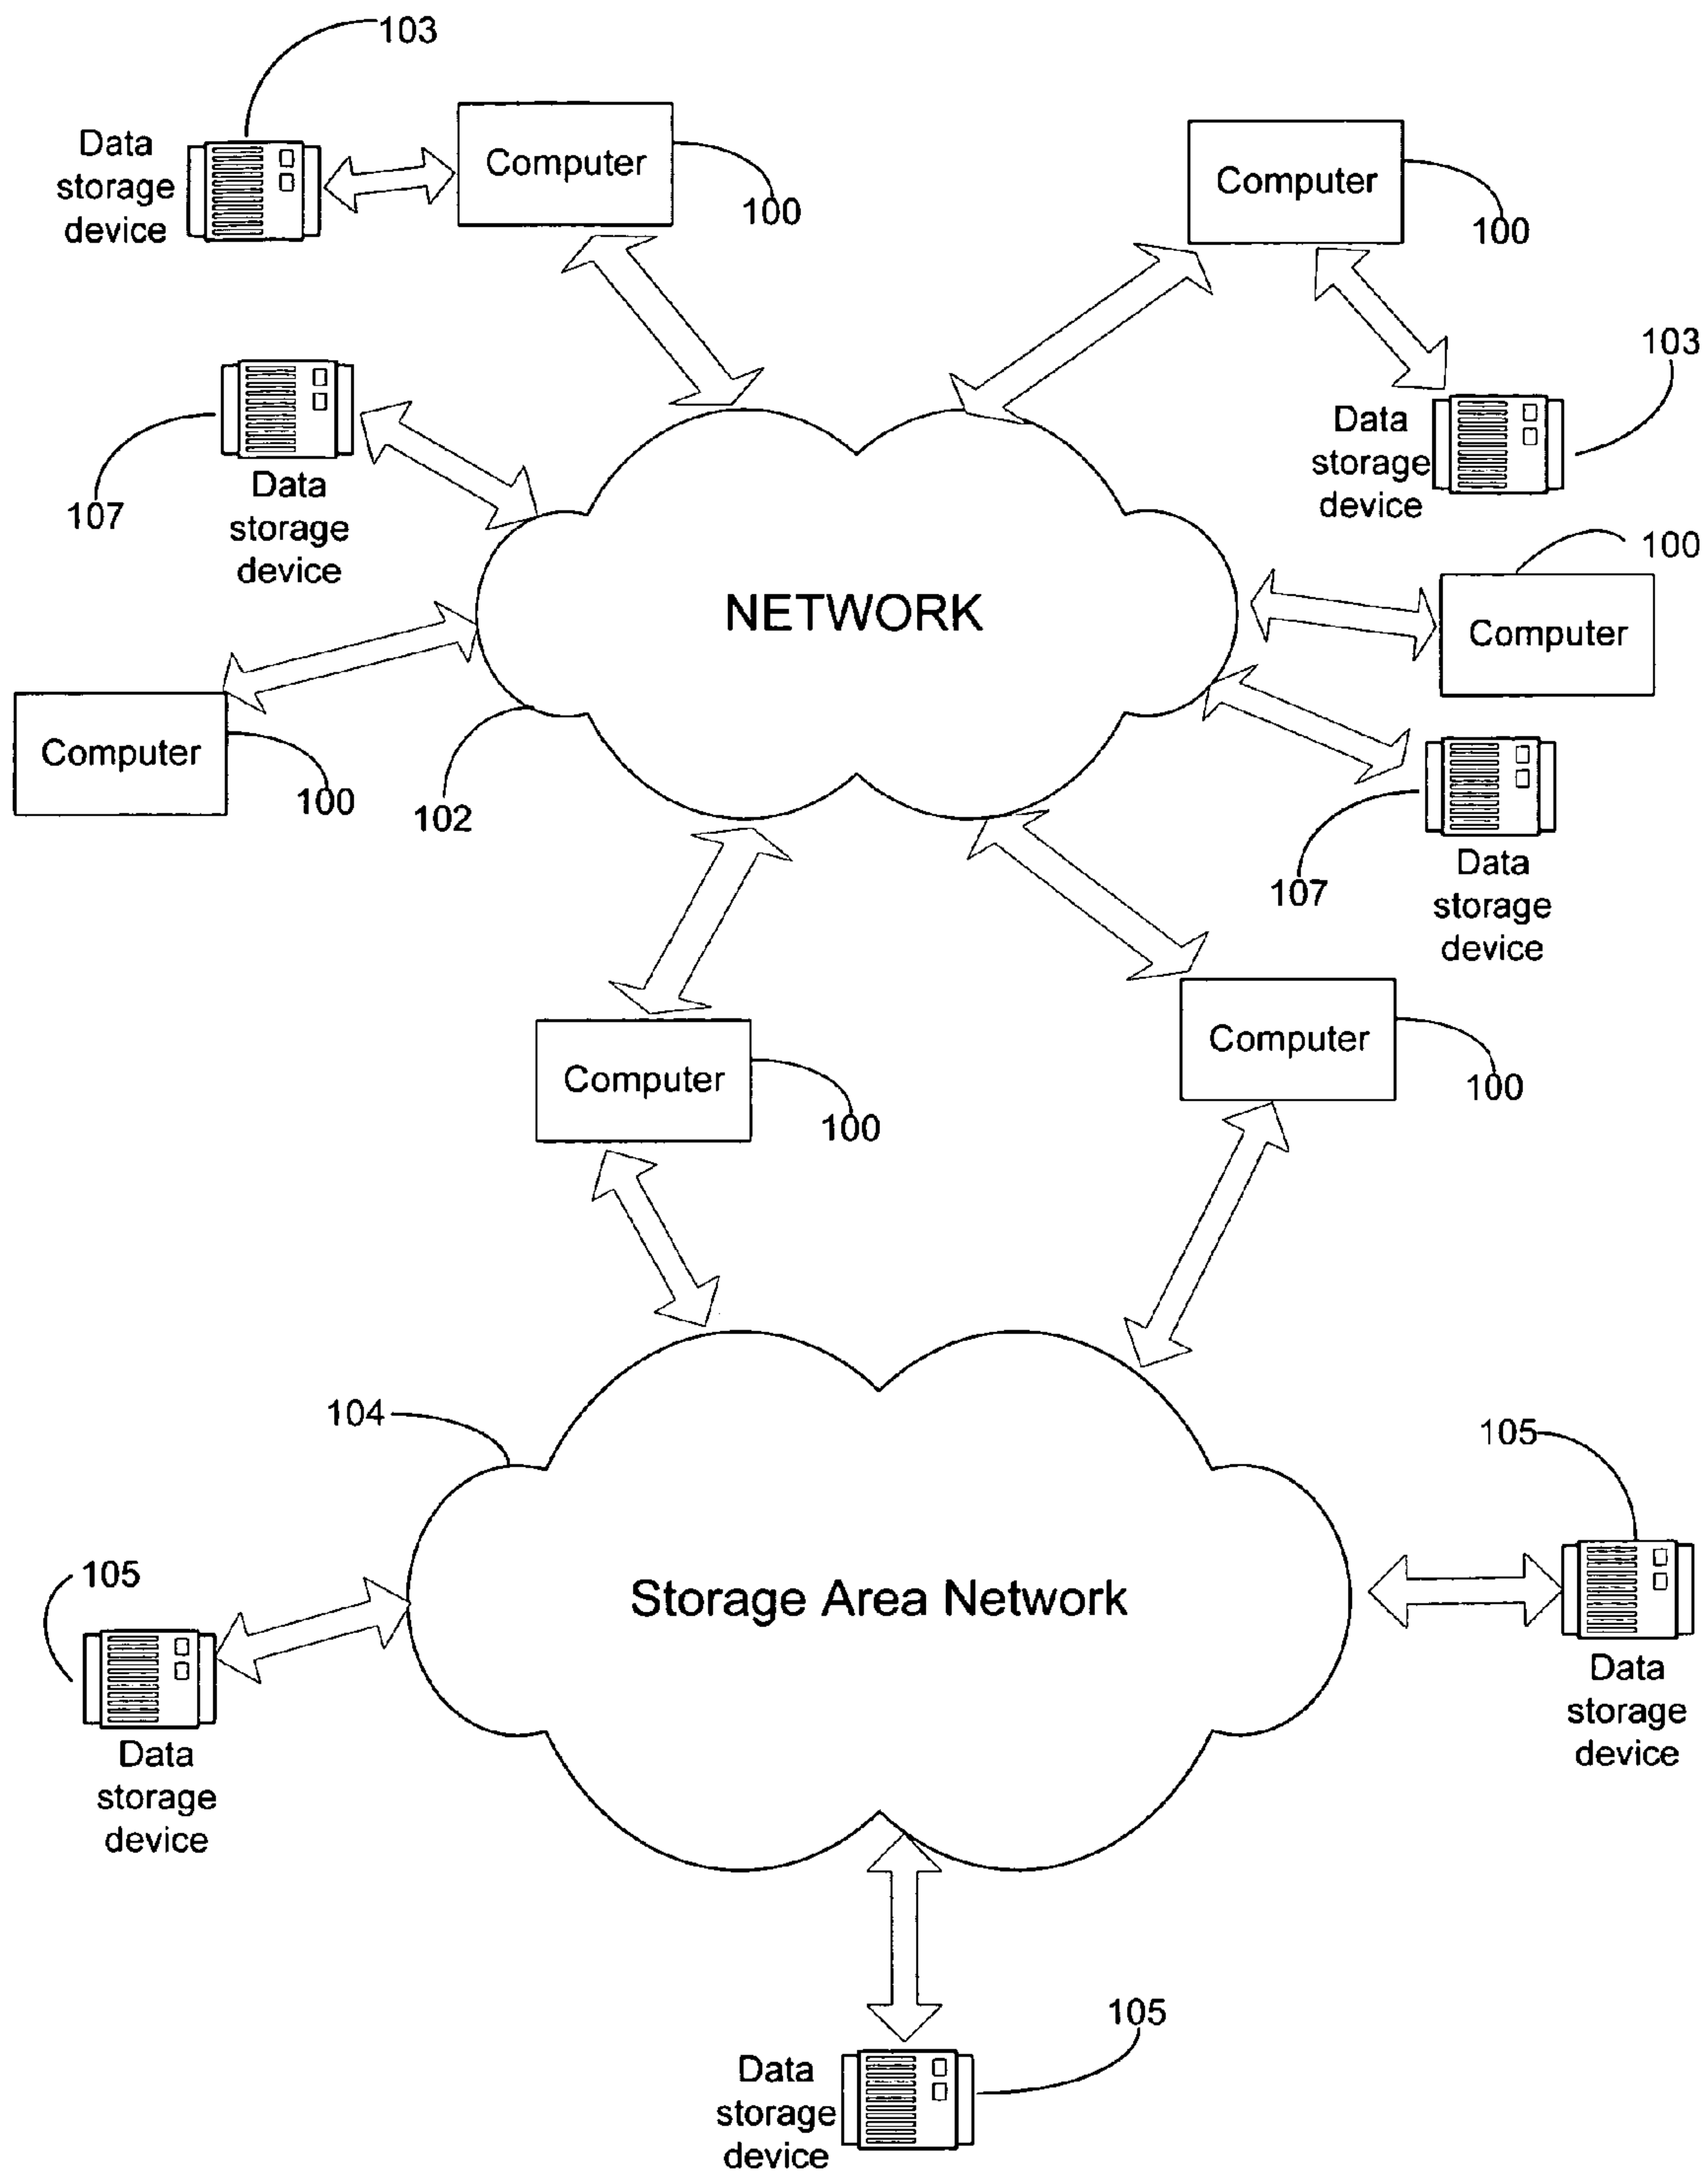 103
Data
storage
device
Computer
100
Computer
100
103
Data
storage
device
107
Data
storage
device
NETWORK
100
Computer
Computer
100
102
107
Data
storage
device
Computer
100
Computer
100
104
Storage Area Network
105
Data
storage
device
105
Data
storage
device
105
Data
storage
device